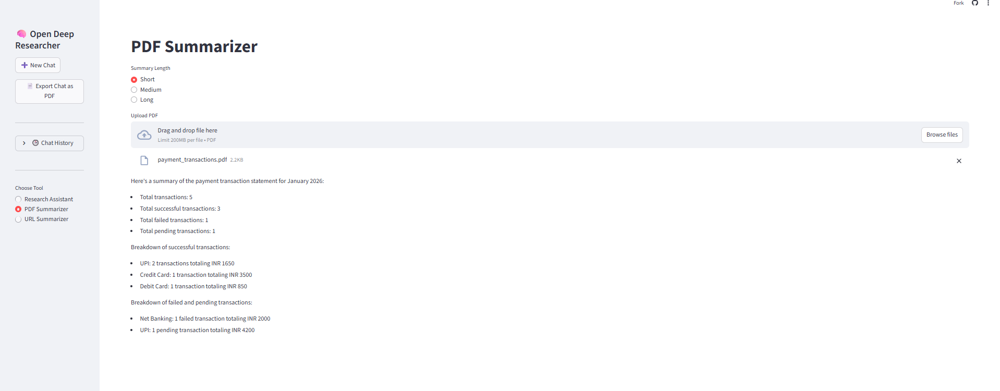 Fork
Open Deep
Researcher
New Chat
Export Chat as
PDF
Chat History
Choose Tool
Research Assistant
PDF Summarizer
URL Summarizer
PDF Summarizer
Summary Length
Short
Medium
Long
Upload PDF
Drag and drop file here
Limit 200MB per file • PDF
Browse files
payment_transactions.pdf 2.2KB
Here's a summary of the payment transaction statement for January 2026:
• Total transactions: 5
• Total successful transactions: 3
• Total failed transactions: 1
• Total pending transactions: 1
Breakdown of successful transactions:
• UPI: 2 transactions totaling INR 1650
• Credit Card: 1 transaction totaling INR 3500
• Debit Card: 1 transaction totaling INR 850
Breakdown of failed and pending transactions:
• Net Banking: 1 failed transaction totaling INR 2000
• UPI: 1 pending transaction totaling INR 4200